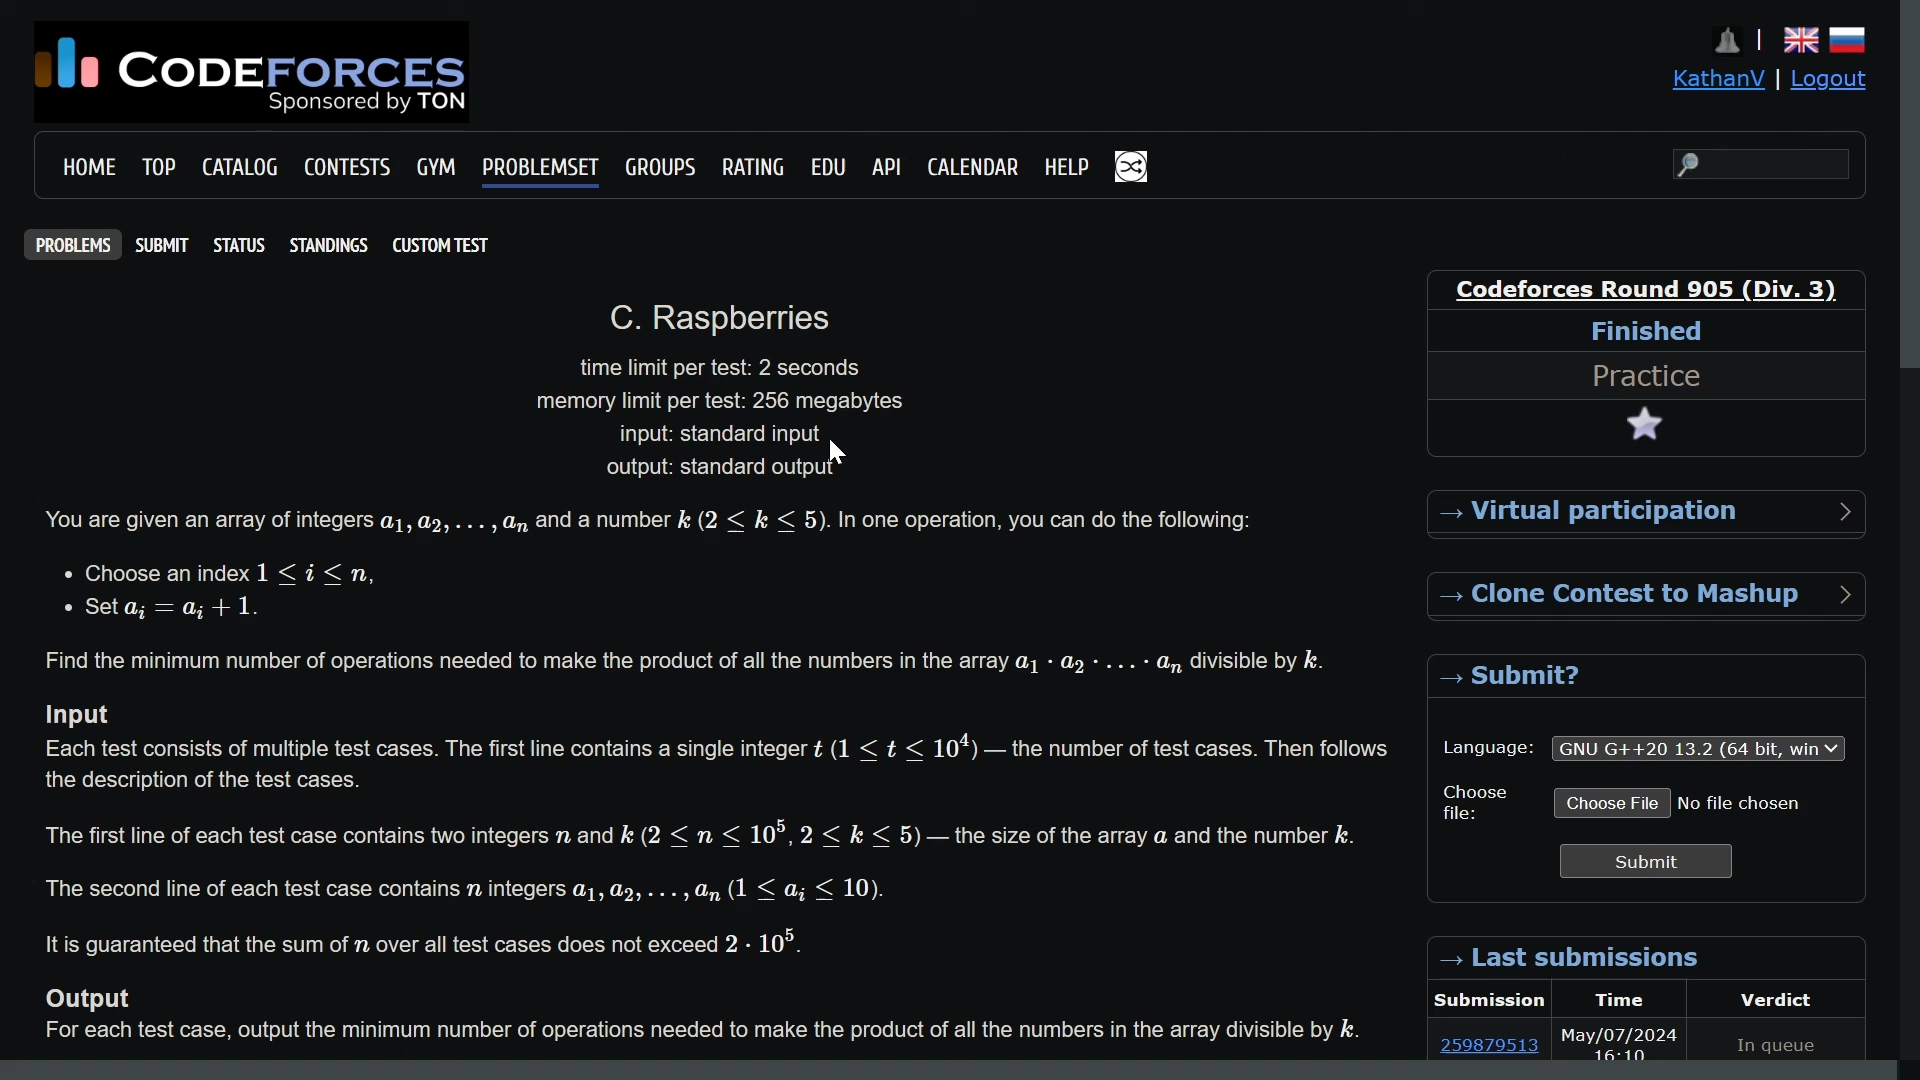 CODEFORCES
Sponsored by TON
|
KathanV | Logout
HOME TOP CATALOG CONTESTS GYM PROBLEMSET GROUPS RATING EDU API CALENDAR HELP
PROBLEMS SUBMIT STATUS STANDINGS CUSTOM TEST
C. Raspberries
time limit per test: 2 seconds
memory limit per test: 256 megabytes
input: standard input
output: standard output
You are given an array of integers a₁, a₂, . . . , aₙ and a number k (2 ≤ k ≤ 5). In one operation, you can do the following:
• Choose an index 1 ≤ i ≤ n,
• Set aᵢ = aᵢ + 1.
Find the minimum number of operations needed to make the product of all the numbers in the array a₁ · a₂ · . . . · aₙ divisible by k.
Input
Each test consists of multiple test cases. The first line contains a single integer t (1 ≤ t ≤ 10⁴) — the number of test cases. Then follows
the description of the test cases.
The first line of each test case contains two integers n and k (2 ≤ n ≤ 10⁵, 2 ≤ k ≤ 5) — the size of the array a and the number k.
The second line of each test case contains n integers a₁, a₂, . . . , aₙ (1 ≤ aᵢ ≤ 10).
It is guaranteed that the sum of n over all test cases does not exceed 2 · 10⁵.
Output
For each test case, output the minimum number of operations needed to make the product of all the numbers in the array divisible by k.
Codeforces Round 905 (Div. 3)
Finished
Practice
→ Virtual participation
→ Clone Contest to Mashup
→ Submit?
Language: GNU G++20 13.2 (64 bit, win
Choose
file: Choose File No file chosen
Submit
→ Last submissions
Submission Time Verdict
259879513 May/07/2024 In queue
16:10